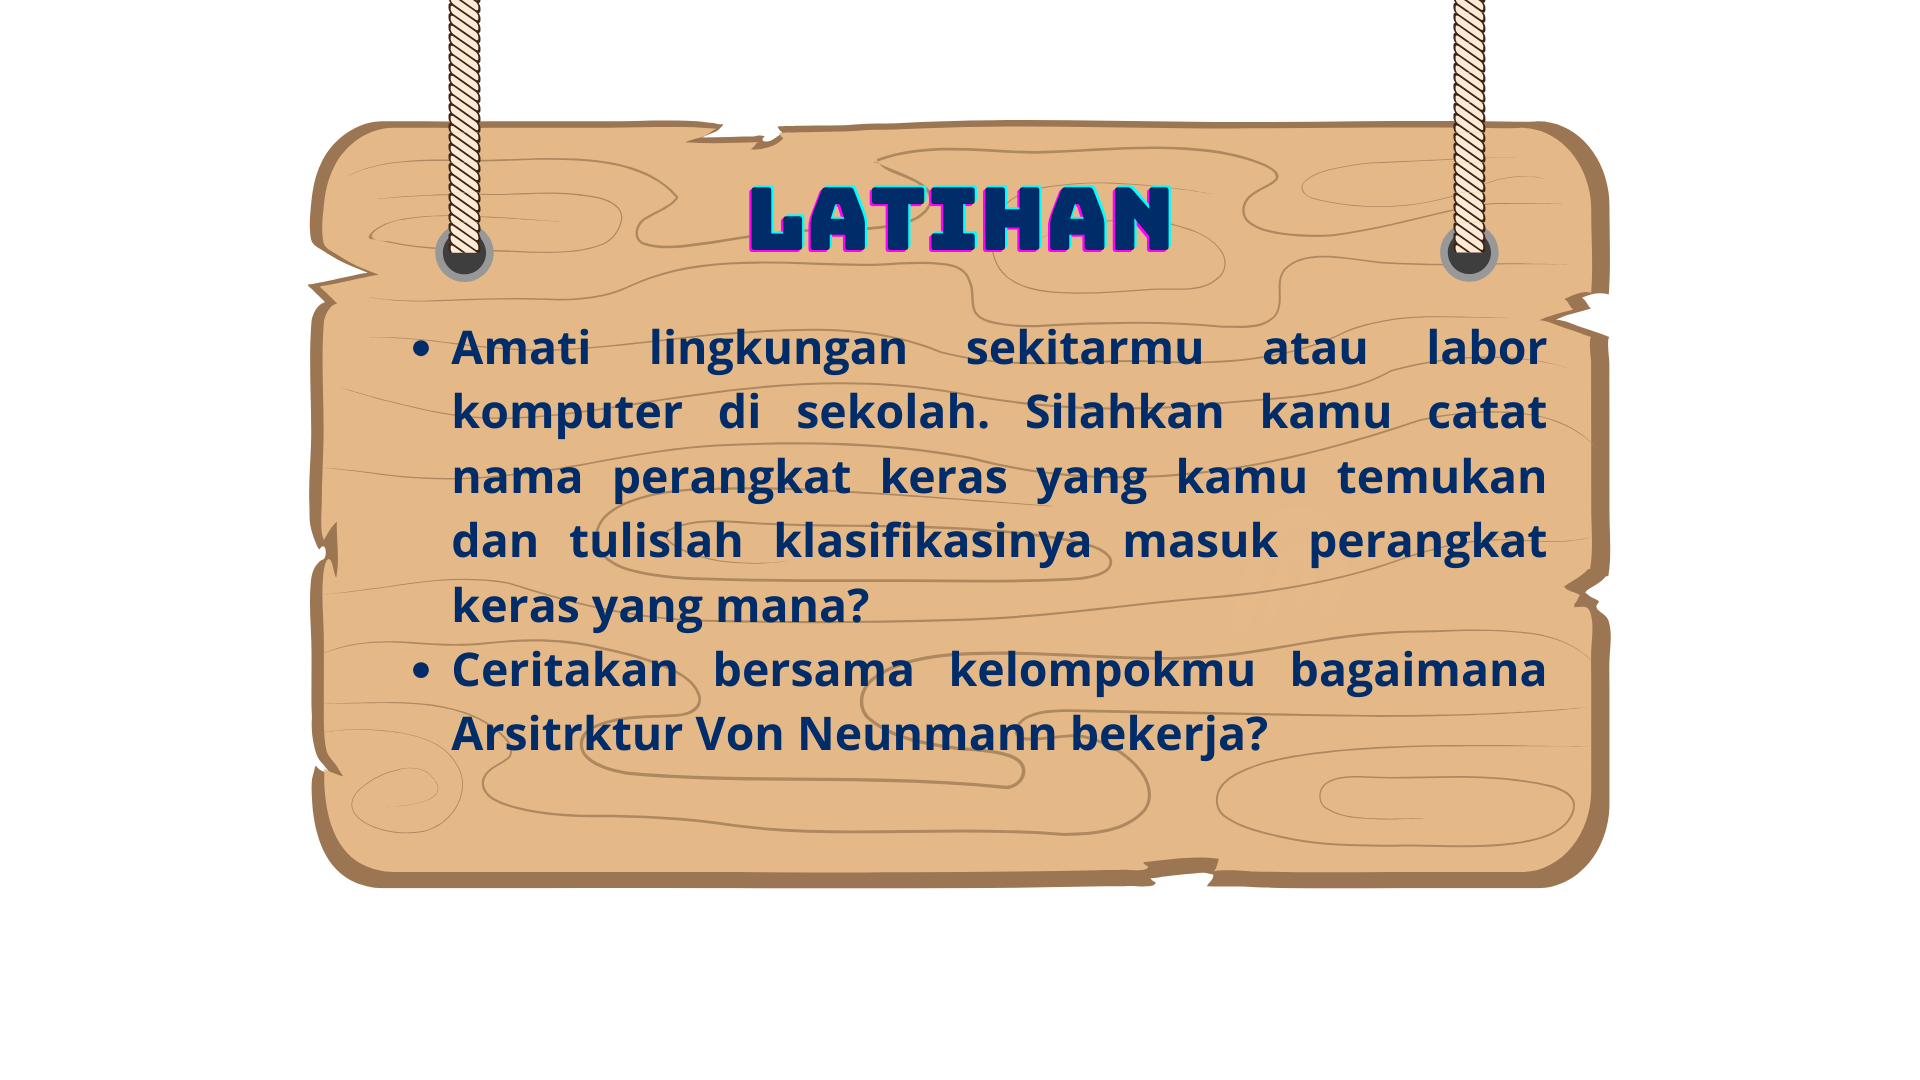 LATIHAN
• Amati lingkungan sekitarmu atau labor
komputer di sekolah. Silahkan kamu catat
nama perangkat keras yang kamu temukan
dan tulislah klasifikasinya masuk perangkat
keras yang mana?
• Ceritakan bersama kelompokmu bagaimana
Arsitrktur Von Neunmann bekerja?